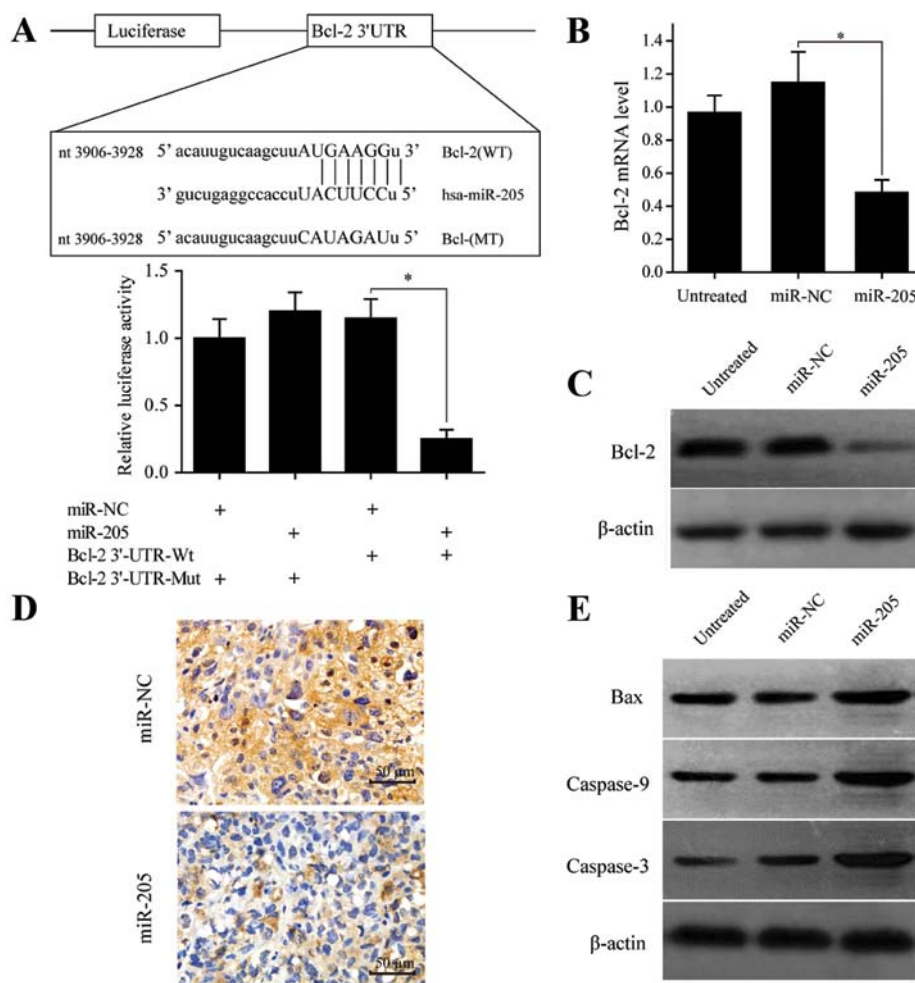 A
Luciferase
Bcl-2 3'UTR
nt 3906-3928 5' acauugucaagcuuAUGAAGGu 3' Bcl-2(WT)
3' gucugaggccaccuUACUUCCu 5' hsa-miR-205
nt 3906-3928 5' acauugucaagcuuCAUAGAUu 5' Bcl-(MT)
Relative luciferase activity
1.5
1.0
0.5
0.0
*
miR-NC + +
miR-205 + +
Bcl-2 3'-UTR-Wt + +
Bcl-2 3'-UTR-Mut + +
B
Bcl-2 mRNA level
1.4
1.2
1.0
0.8
0.6
0.4
0.2
0.0
*
Untreated miR-NC miR-205
C
Untreated miR-NC miR-205
Bcl-2
β-actin
D
miR-NC
50 μm
miR-205
50 μm
E
Untreated miR-NC miR-205
Bax
Caspase-9
Caspase-3
β-actin